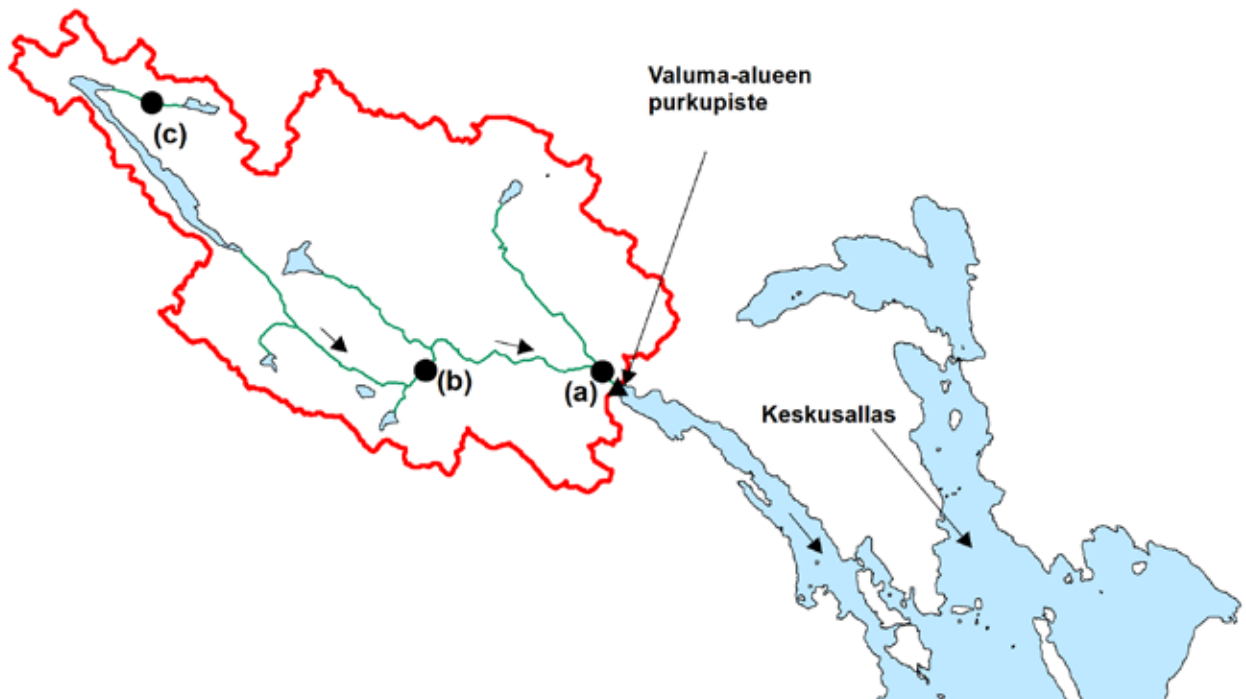 Valuma-alueen
purkupiste
(c)
(b)
(a)
Keskusallas